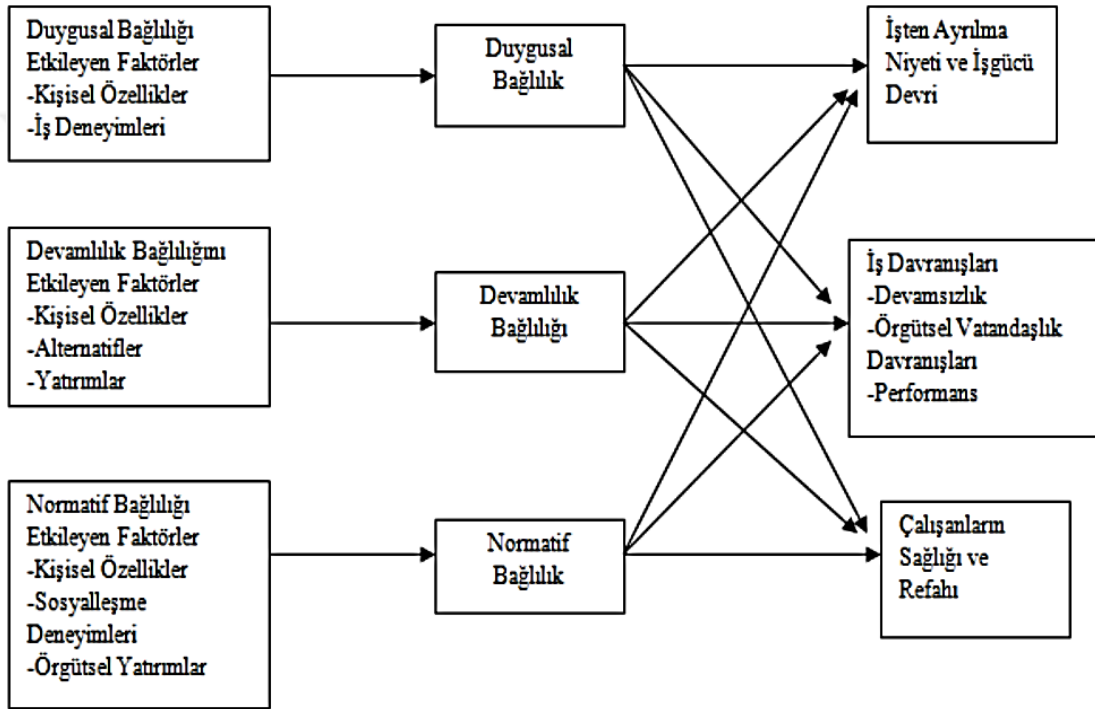 Duygusal Bağlılığı
Etkileyen Faktörler
-Kişisel Özellikler
-İş Deneyimleri
Duygusal
Bağlılık
İşten Ayrılma
Niyeti ve İşgücü
Devri
Devamlılık Bağlılığını
Etkileyen Faktörler
-Kişisel Özellikler
-Alternatifler
-Yatırımlar
Devamlılık
Bağlılığı
İş Davranışları
-Devamsızlık
-Örgütsel Vatandaşlık
Davranışları
-Performans
Normatif Bağlılığı
Etkileyen Faktörler
-Kişisel Özellikler
-Sosyalleşme
Deneyimleri
-Örgütsel Yatırımlar
Normatif
Bağlılık
Çalışanların
Sağlığı ve
Refahı